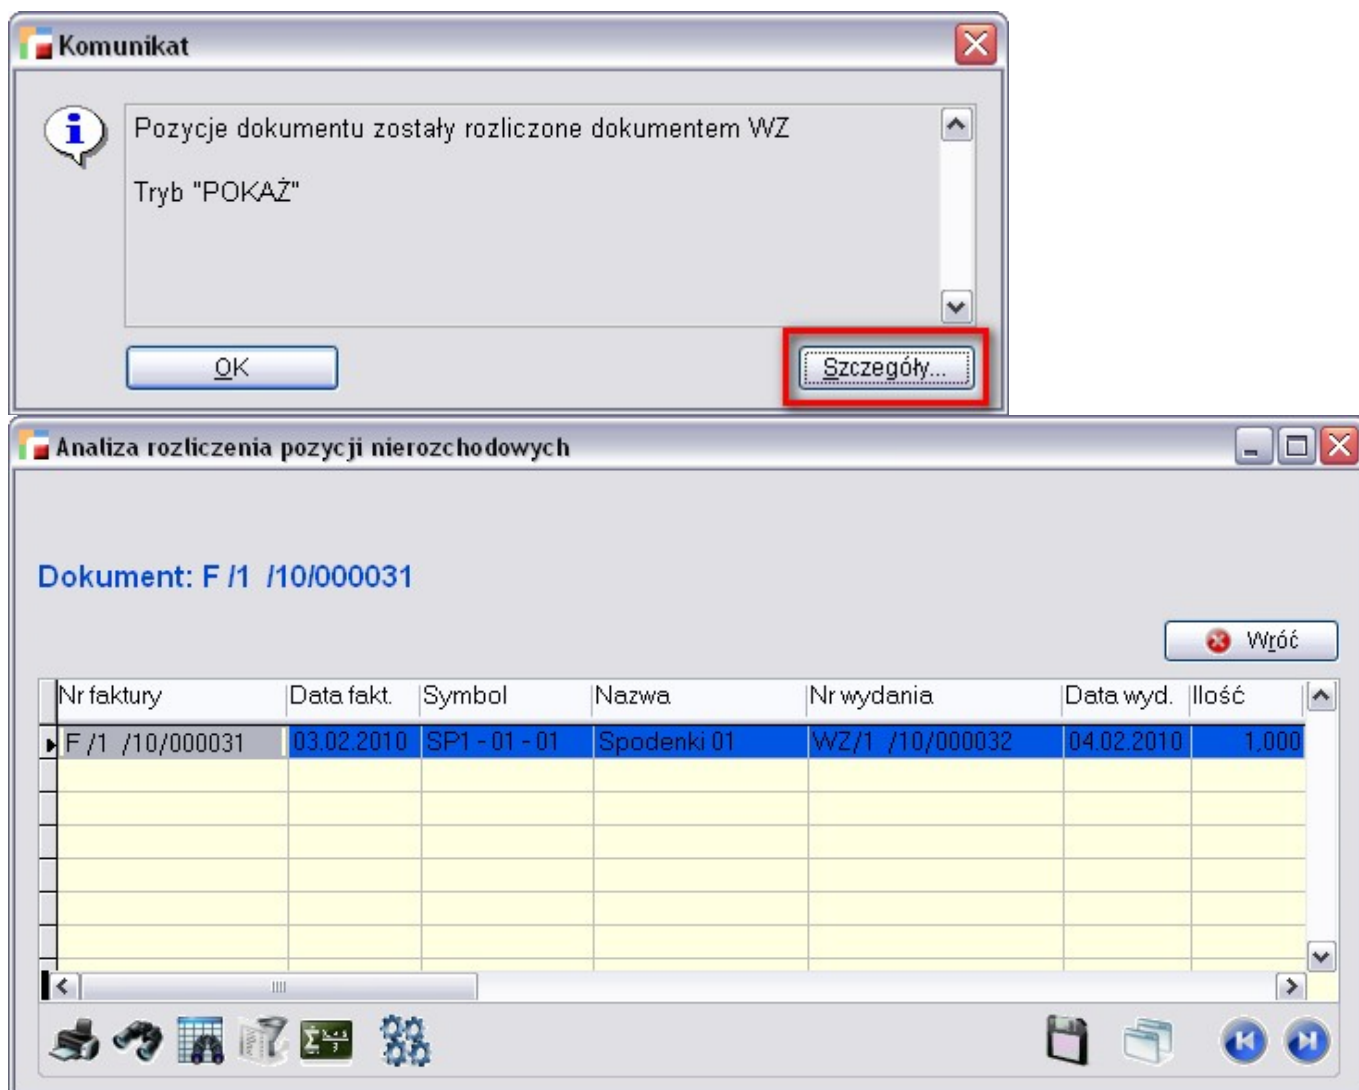 Komunikat
Pozycje dokumentu zostały rozliczone dokumentem WZ
Tryb "POKAŻ"
OK Szczegóły...
Analiza rozliczenia pozycji nierozchodowych
Dokument: F /1 /10/000031
Wróć
Nr faktury Data fakt. Symbol Nazwa Nr wydania Data wyd. Ilość
F /1 /10/000031 03.02.2010 SP1 - 01 - 01 Spodenki 01 WZ/1 /10/000032 04.02.2010 1,000